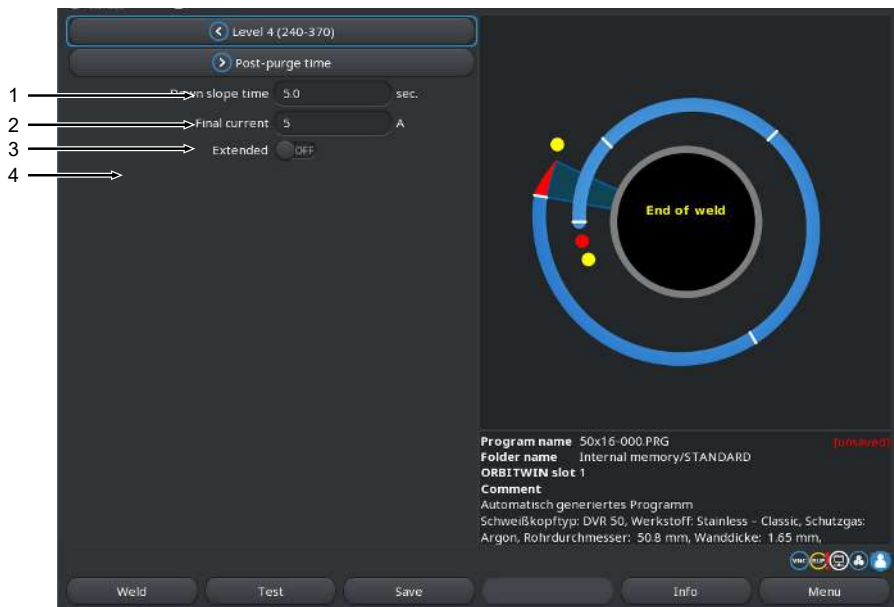 Level 4 (240-370)
Post-purge time
1
Down slope time 5.0 sec.
2
Final current 5 A
3
Extended OFF
4
End of weld
Program name 50x16-000.PRG [unsaved]
Folder name Internal memory/STANDARD
ORBITWIN slot 1
Comment
Automatisch generiertes Programm
Schweißkopftyp: DVR 50, Werkstoff: Stainless – Classic, Schutzgas:
Argon, Rohrdurchmesser: 50.8 mm, Wanddicke: 1.65 mm,
VNC BUP
Weld Test Save Info Menu